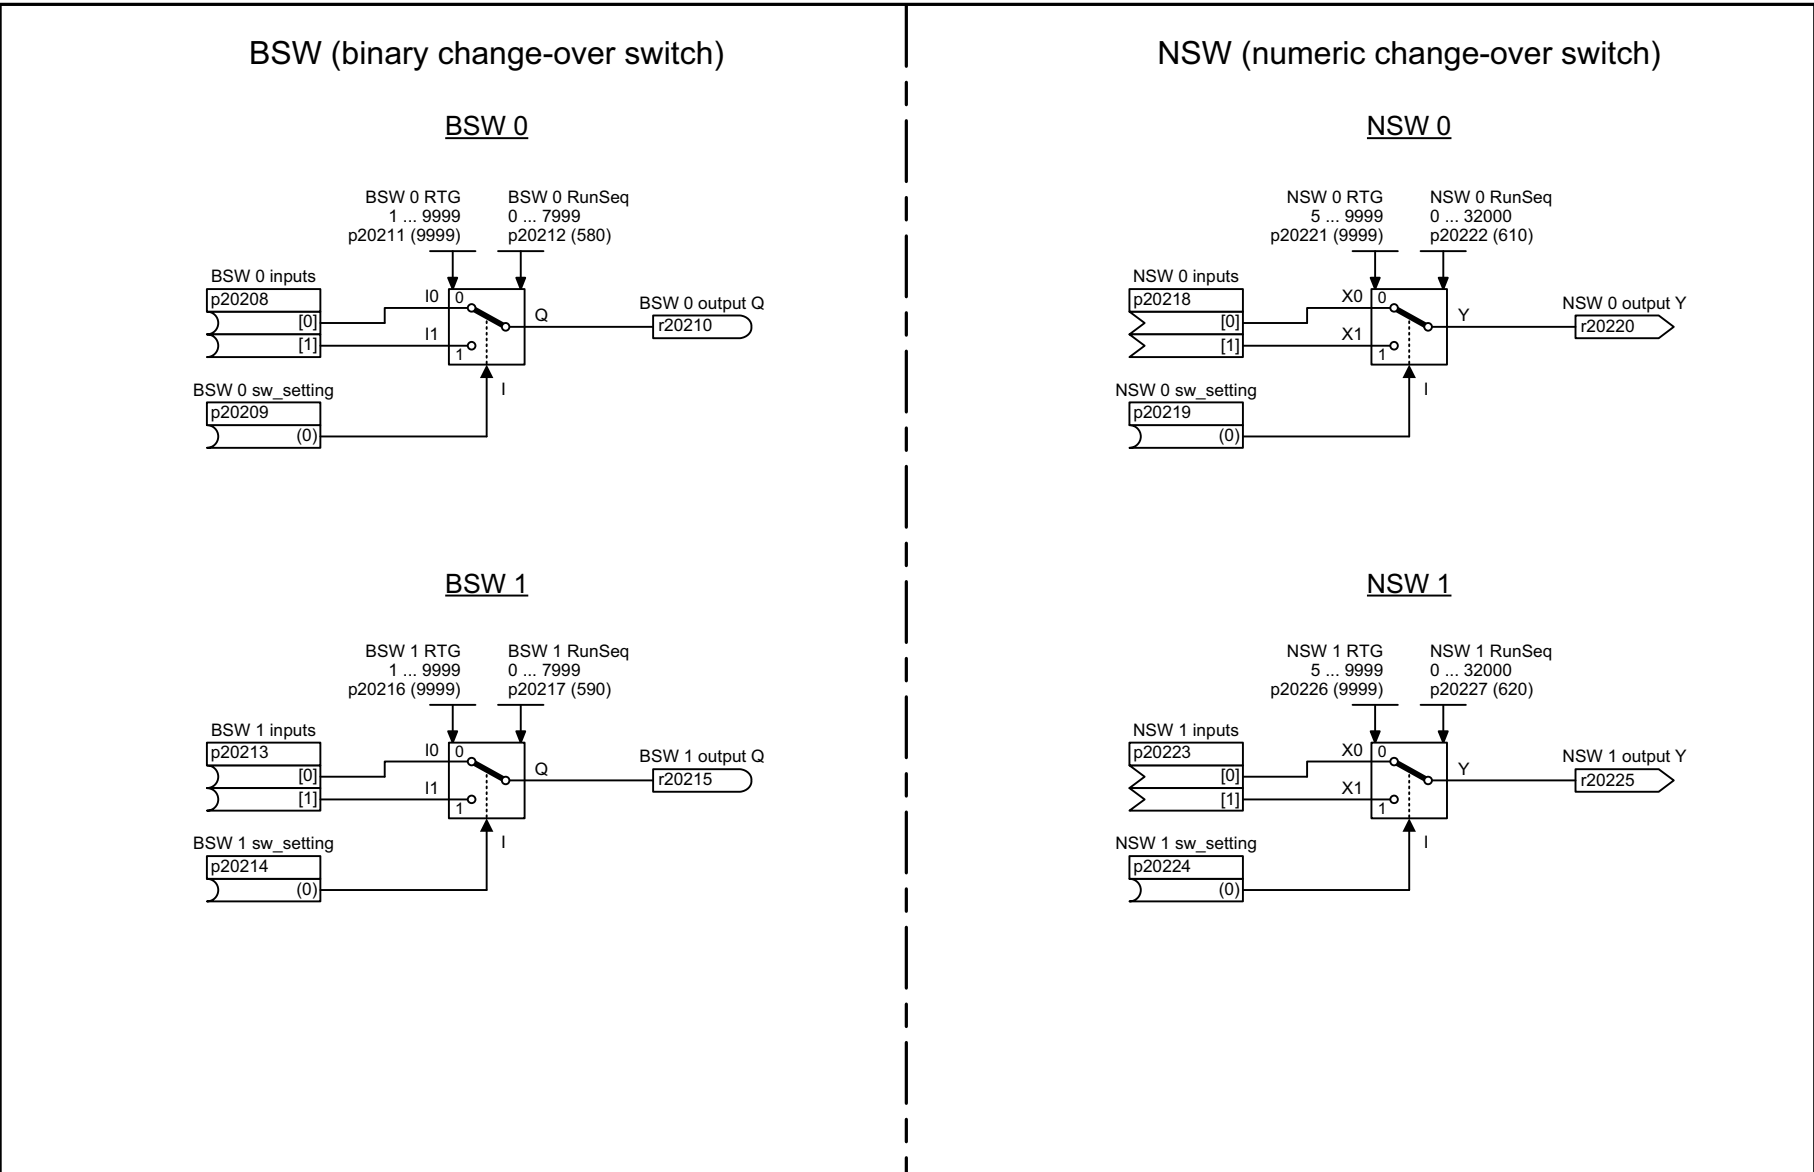 BSW (binary change-over switch)
BSW 0
BSW 0 RTG
1 ... 9999
p20211 (9999)
BSW 0 RunSeq
0 ... 7999
p20212 (580)
BSW 0 inputs
p20208
[0]
[1]
I0
I1
0
1
Q
I
BSW 0 output Q
r20210
BSW 0 sw_setting
p20209
(0)
BSW 1
BSW 1 RTG
1 ... 9999
p20216 (9999)
BSW 1 RunSeq
0 ... 7999
p20217 (590)
BSW 1 inputs
p20213
[0]
[1]
I0
I1
0
1
Q
I
BSW 1 output Q
r20215
BSW 1 sw_setting
p20214
(0)
NSW (numeric change-over switch)
NSW 0
NSW 0 RTG
5 ... 9999
p20221 (9999)
NSW 0 RunSeq
0 ... 32000
p20222 (610)
NSW 0 inputs
p20218
[0]
[1]
X0
X1
0
1
Y
I
NSW 0 output Y
r20220
NSW 0 sw_setting
p20219
(0)
NSW 1
NSW 1 RTG
5 ... 9999
p20226 (9999)
NSW 1 RunSeq
0 ... 32000
p20227 (620)
NSW 1 inputs
p20223
[0]
[1]
X0
X1
0
1
Y
I
NSW 1 output Y
r20225
NSW 1 sw_setting
p20224
(0)